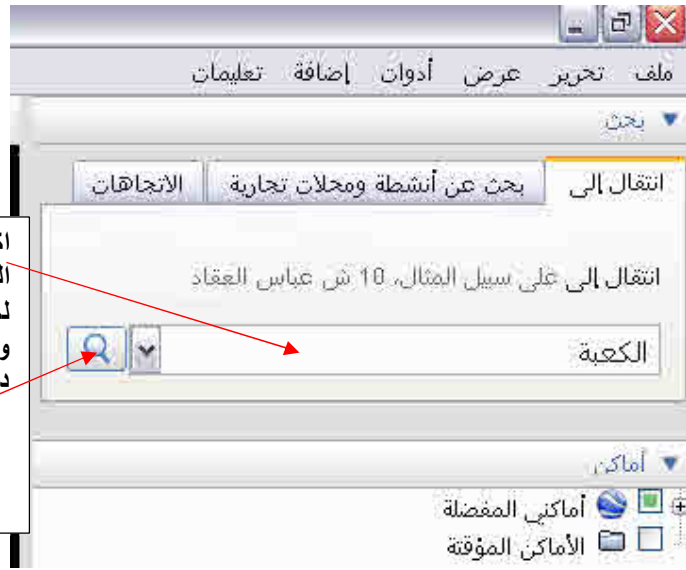 ملف تحرير عرض أدوات إضافة تعليمات
بحث
انتقال إلى بحث عن أنشطة ومحلات تجارية الاتجاهات
انتقال إلى على سبيل المثال، 10 ش عباس العقاد
الكعبة
أماكن
أماكني المفضلة
الأماكن المؤقتة